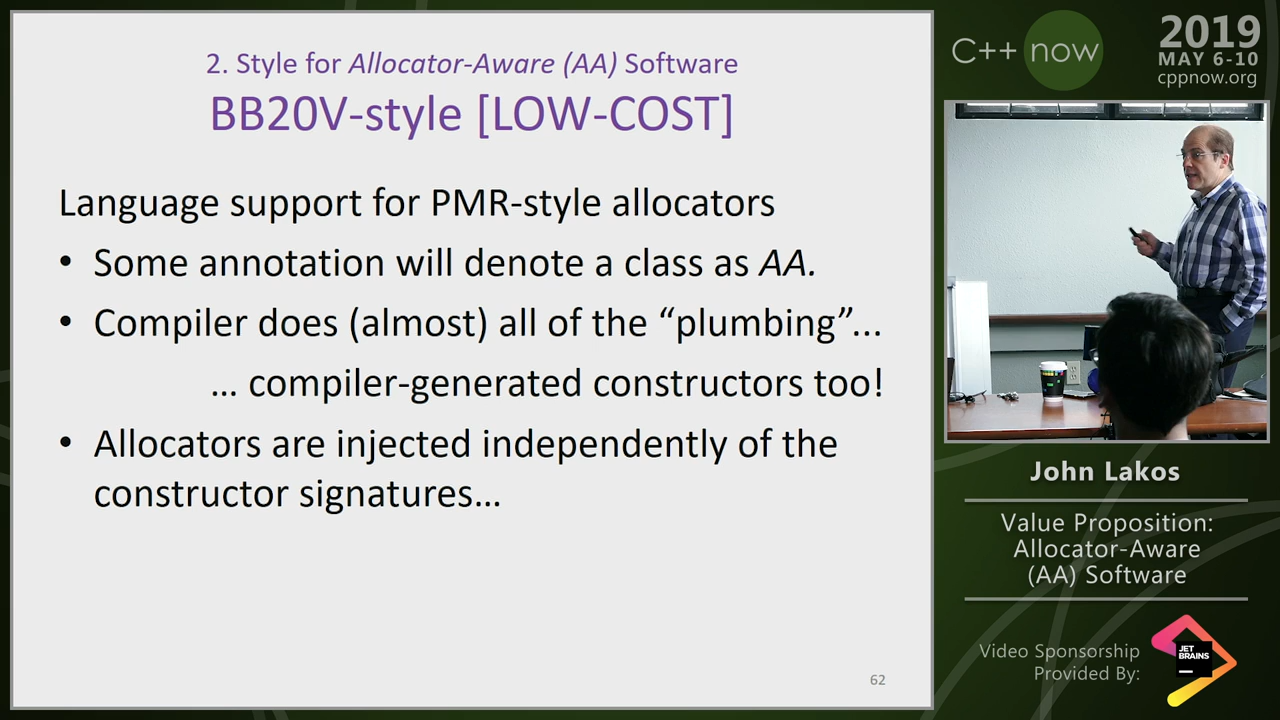 2. Style for Allocator-Aware (AA) Software
BB20V-style [LOW-COST]
Language support for PMR-style allocators
• Some annotation will denote a class as AA.
• Compiler does (almost) all of the “plumbing”...
... compiler-generated constructors too!
• Allocators are injected independently of the
constructor signatures...
62
C++ now
2019
MAY 6-10
cppnow.org
John Lakos
Value Proposition:
Allocator-Aware
(AA) Software
Video Sponsorship
Provided By:
JET
BRAINS